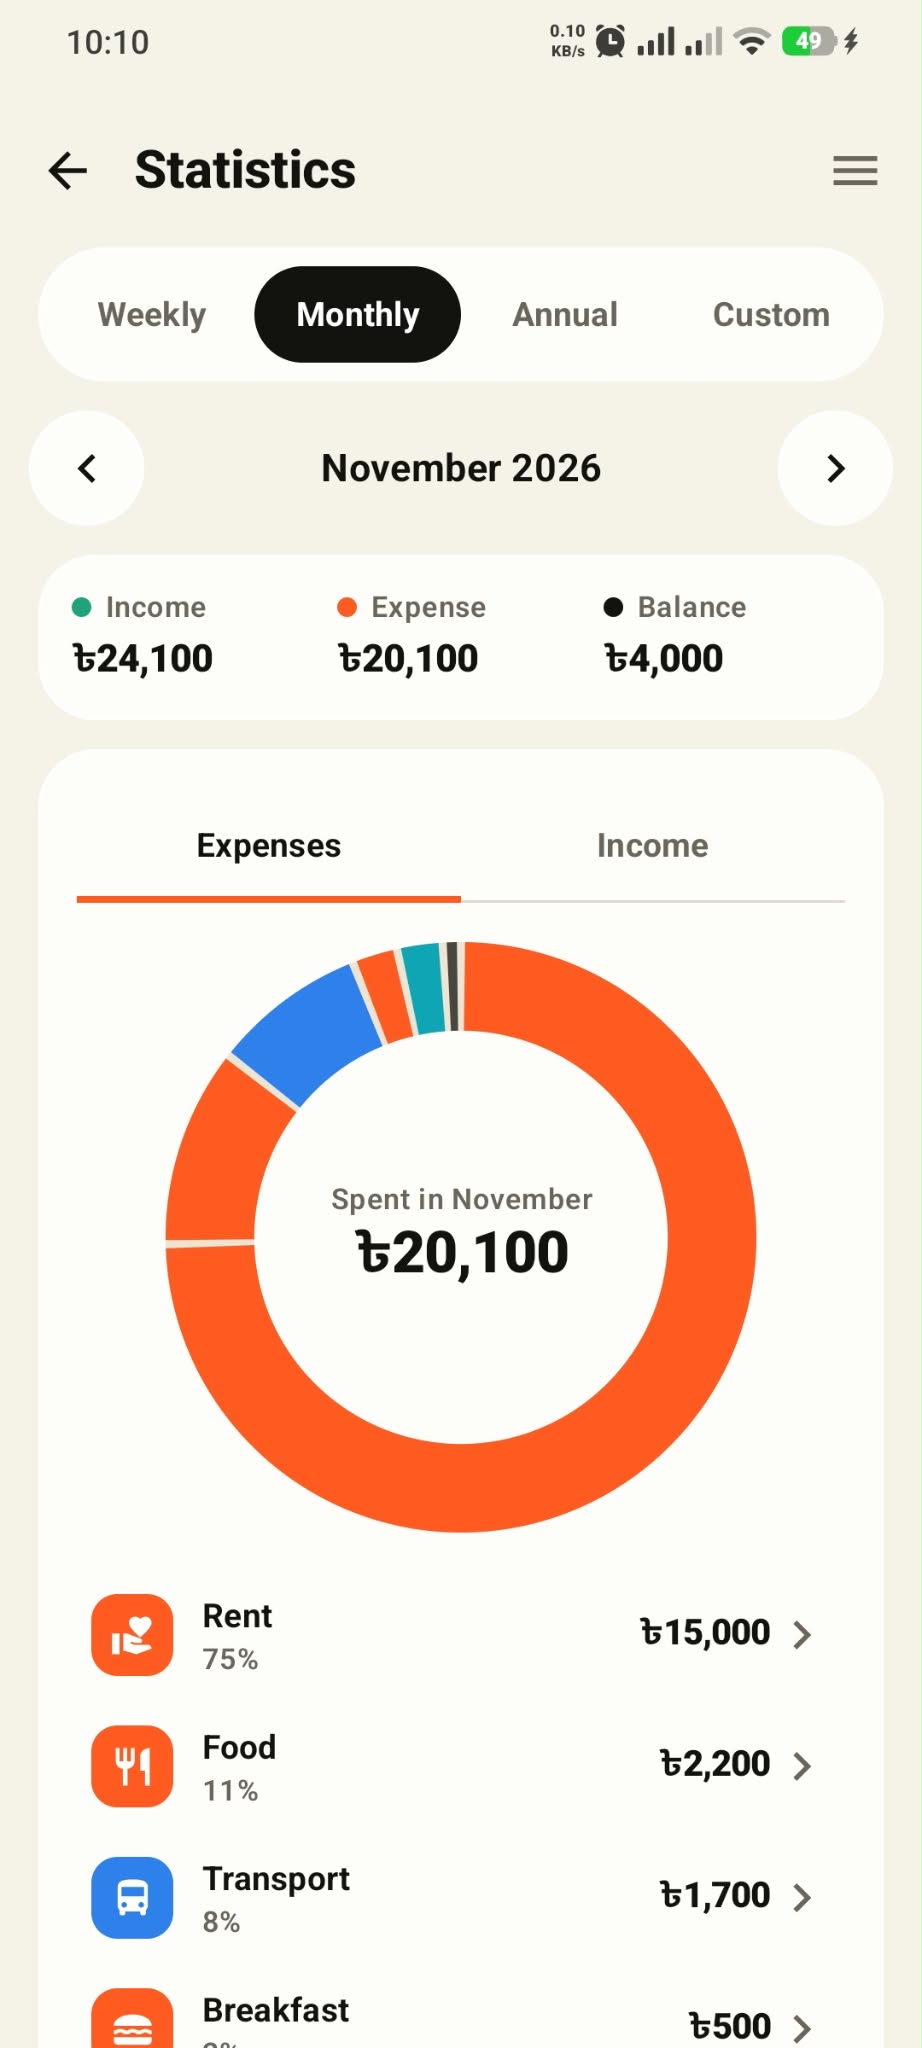 10:10
0.10
KB/s
49
Statistics
Weekly Monthly Annual Custom
November 2026
Income Expense Balance
৳24,100 ৳20,100 ৳4,000
Expenses Income
Spent in November
৳20,100
Rent
75%
৳15,000
Food
11%
৳2,200
Transport
8%
৳1,700
Breakfast
৳500